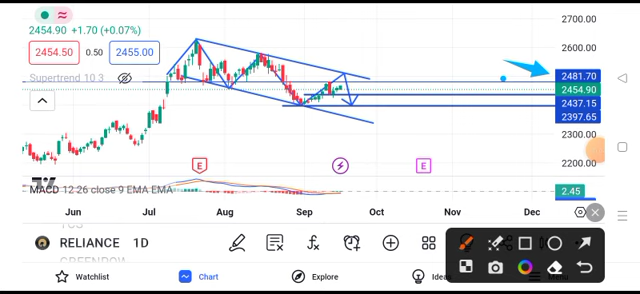 2454.90 +1.70 (+0.07%)
2454.50 0.50 2455.00
Supertrend 10 3
2700.00
2600.00
2481.70
2454.90
2437.15
2397.65
2300.00
2200.00
E E
MACD 12 26 close 9 EMA EMA
2.45
Jun Jul Aug Sep Oct Nov Dec
RELIANCE 1D
GREENPOW
Watchlist Chart Explore Ideas Menu